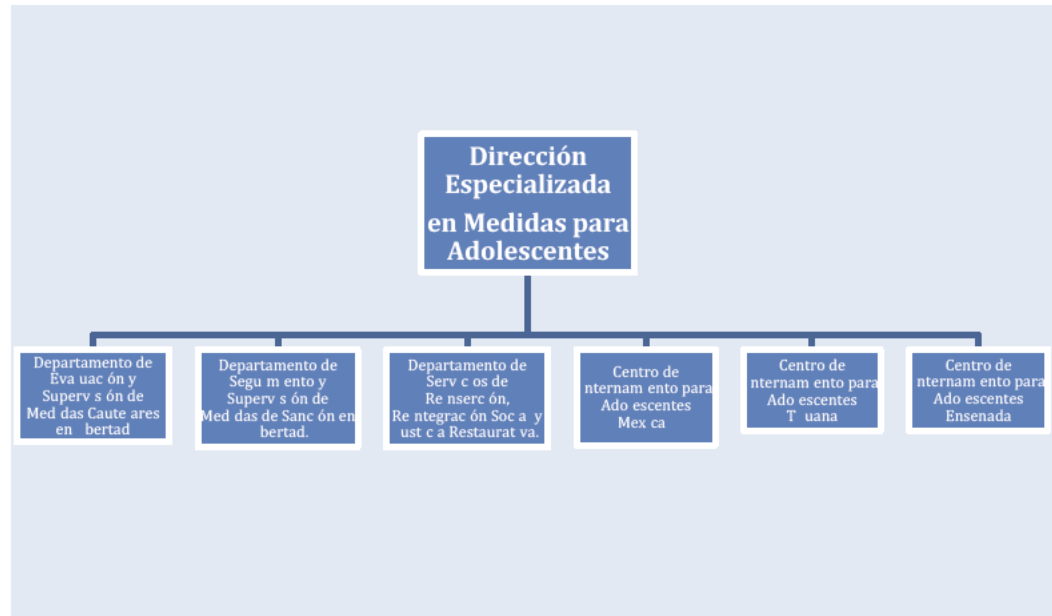 Dirección
Especializada
en Medidas para
Adolescentes
Departamento de
Eva uac ón y
Superv s ón de
Med das Caute ares
en   bertad
Departamento de
Segu m ento y
Superv s ón de
Med das de Sanc ón en
bertad.
Departamento de
Serv c os de
Re nserc ón,
Re ntegrac ón Soc a  y
ust c a Restaurat va.
Centro de
nternam ento para
Ado escentes
Mex ca
Centro de
nternam ento para
Ado escentes
T  uana
Centro de
nternam ento para
Ado escentes
Ensenada